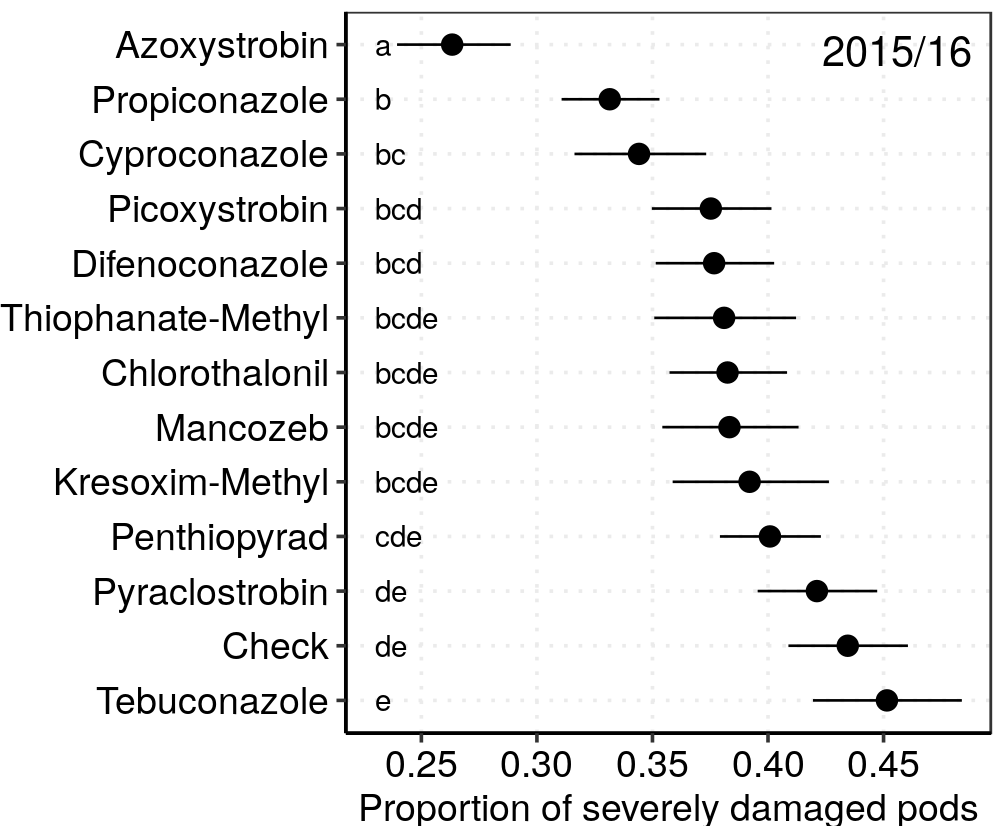 2015/16
Azoxystrobin a
Propiconazole b
Cyproconazole bc
Picoxystrobin bcd
Difenoconazole bcd
Thiophanate-Methyl bcde
Chlorothalonil bcde
Mancozeb bcde
Kresoxim-Methyl bcde
Penthiopyrad cde
Pyraclostrobin de
Check de
Tebuconazole e
0.25 0.30 0.35 0.40 0.45
Proportion of severely damaged pods